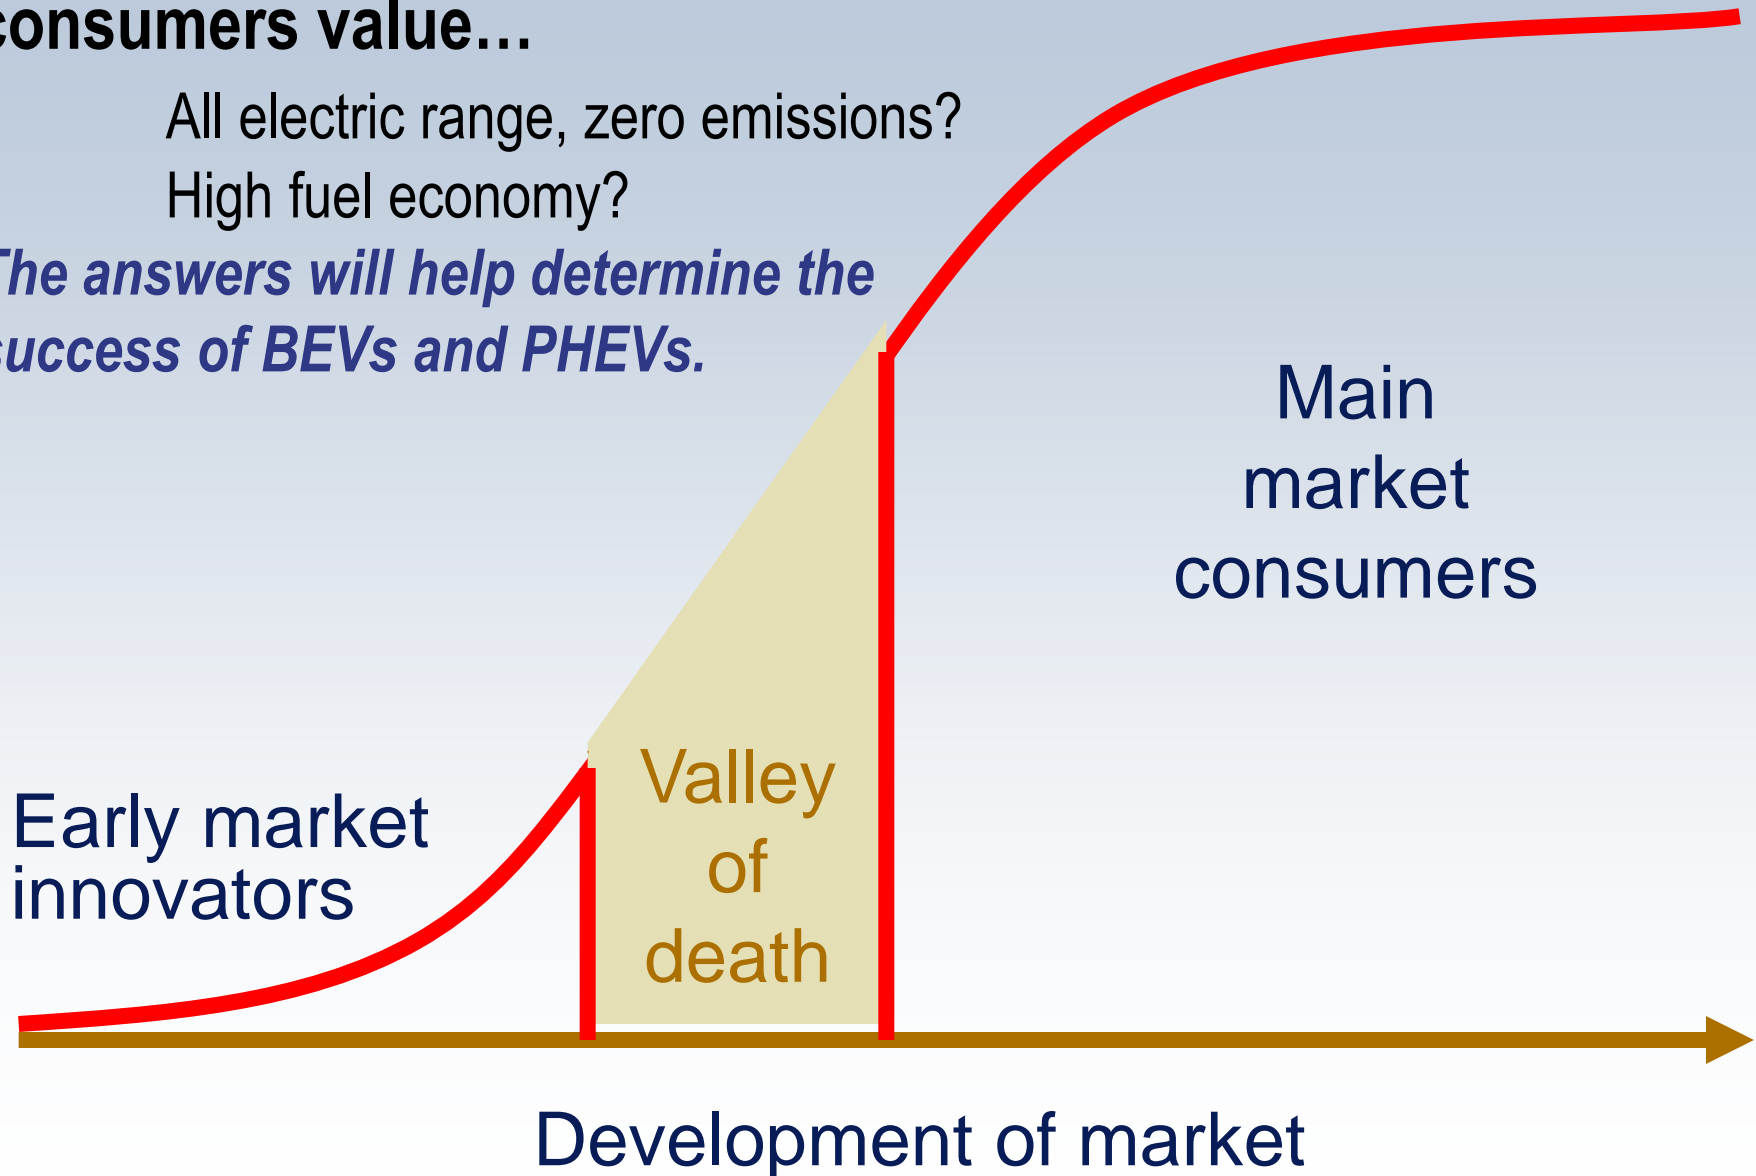 consumers value…
All electric range, zero emissions?
High fuel economy?
The answers will help determine the
success of BEVs and PHEVs.
Main
market
consumers
Valley
of
death
Early market
innovators
Development of market